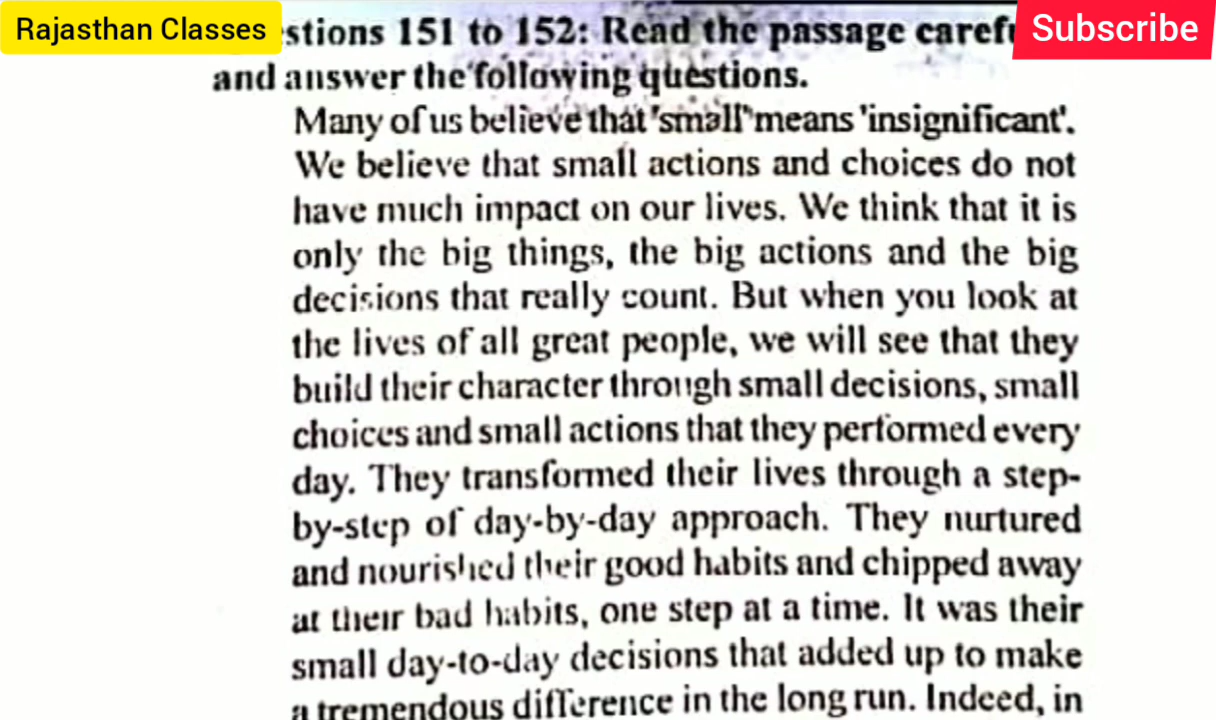 Rajasthan Classes
Subscribe
stions 151 to 152: Read the passage caref
and answer the following questions.
Many of us believe that 'small' means 'insignificant'.
We believe that small actions and choices do not
have much impact on our lives. We think that it is
only the big things, the big actions and the big
decisions that really count. But when you look at
the lives of all great people, we will see that they
build their character through small decisions, small
choices and small actions that they performed every
day. They transformed their lives through a step-
by-step of day-by-day approach. They nurtured
and nourished their good habits and chipped away
at their bad habits, one step at a time. It was their
small day-to-day decisions that added up to make
a tremendous difference in the long run. Indeed, in